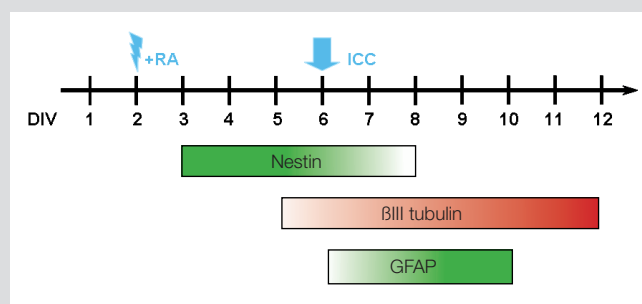 +RA ICC
DIV 1 2 3 4 5 6 7 8 9 10 11 12
Nestin
ßIII tubulin
GFAP